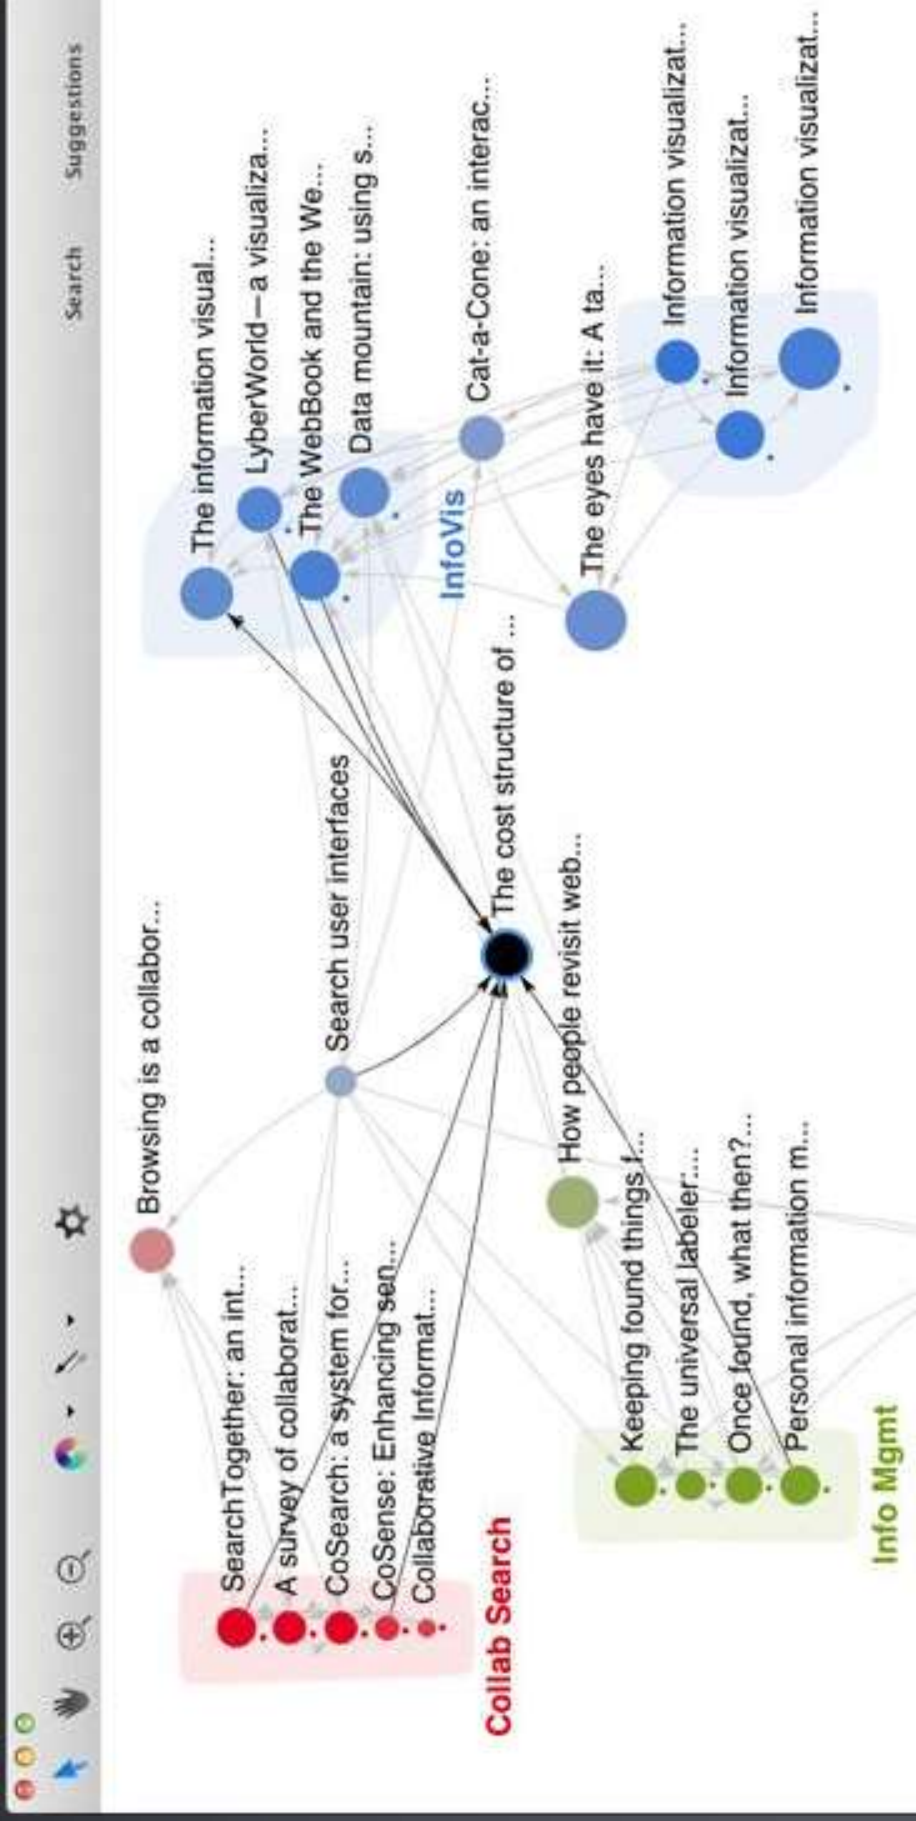 Search
Suggestions
Browsing is a collabor...
The information visual...
LyberWorld—a visualiza...
The WebBook and the We...
Data mountain: using s...
Search user interfaces
InfoVis
Cat-a-Cone: an interac...
SearchTogether: an int...
A survey of collaborat...
CoSearch: a system for...
CoSense: Enhancing sen...
Collaborative Informat...
Collab Search
The cost structure of ...
The eyes have it: A ta...
How people revisit web...
Information visualizat...
Information visualizat...
Information visualizat...
Keeping found things f...
The universal labeler:...
Once found, what then?...
Personal information m...
Info Mgmt